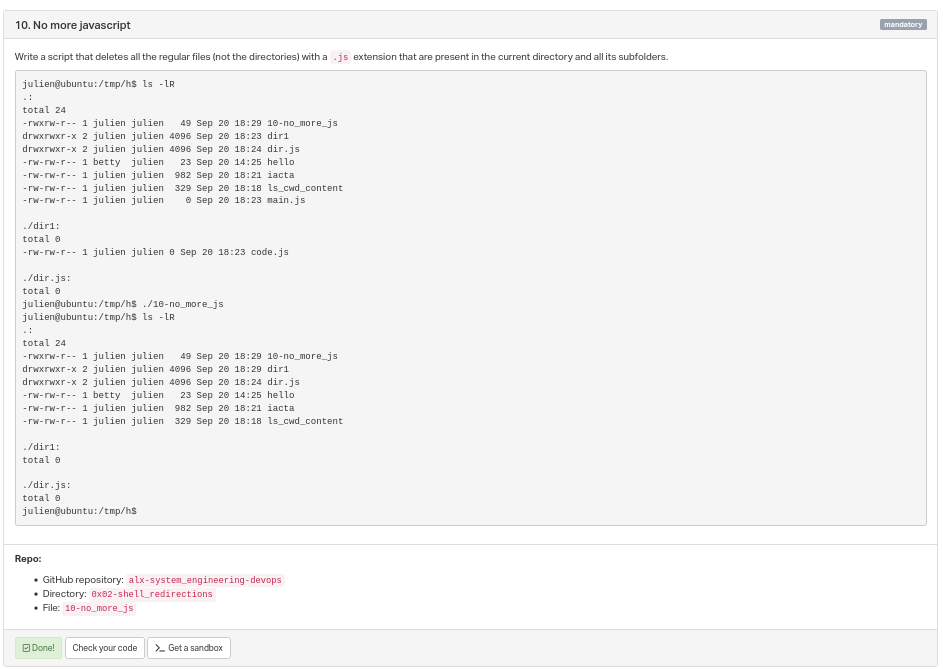 10. No more javascript
mandatory
Write a script that deletes all the regular files (not the directories) with a .js extension that are present in the current directory and all its subfolders.
julien@ubuntu:/tmp/h$ ls -lR
.:
total 24
-rwxrw-r-- 1 julien julien   49 Sep 20 18:29 10-no_more_js
drwxrwxr-x 2 julien julien 4096 Sep 20 18:23 dir1
drwxrwxr-x 2 julien julien 4096 Sep 20 18:24 dir.js
-rw-rw-r-- 1 betty  julien   23 Sep 20 14:25 hello
-rw-rw-r-- 1 julien julien  982 Sep 20 18:21 iacta
-rw-rw-r-- 1 julien julien  329 Sep 20 18:18 ls_cwd_content
-rw-rw-r-- 1 julien julien    0 Sep 20 18:23 main.js
./dir1:
total 0
-rw-rw-r-- 1 julien julien 0 Sep 20 18:23 code.js
./dir.js:
total 0
julien@ubuntu:/tmp/h$ ./10-no_more_js
julien@ubuntu:/tmp/h$ ls -lR
.:
total 24
-rwxrw-r-- 1 julien julien   49 Sep 20 18:29 10-no_more_js
drwxrwxr-x 2 julien julien 4096 Sep 20 18:29 dir1
drwxrwxr-x 2 julien julien 4096 Sep 20 18:24 dir.js
-rw-rw-r-- 1 betty  julien   23 Sep 20 14:25 hello
-rw-rw-r-- 1 julien julien  982 Sep 20 18:21 iacta
-rw-rw-r-- 1 julien julien  329 Sep 20 18:18 ls_cwd_content
./dir1:
total 0
./dir.js:
total 0
julien@ubuntu:/tmp/h$
Repo:
• GitHub repository: alx-system_engineering-devops
• Directory: 0x02-shell_redirections
• File: 10-no_more_js
Done! Check your code >_ Get a sandbox